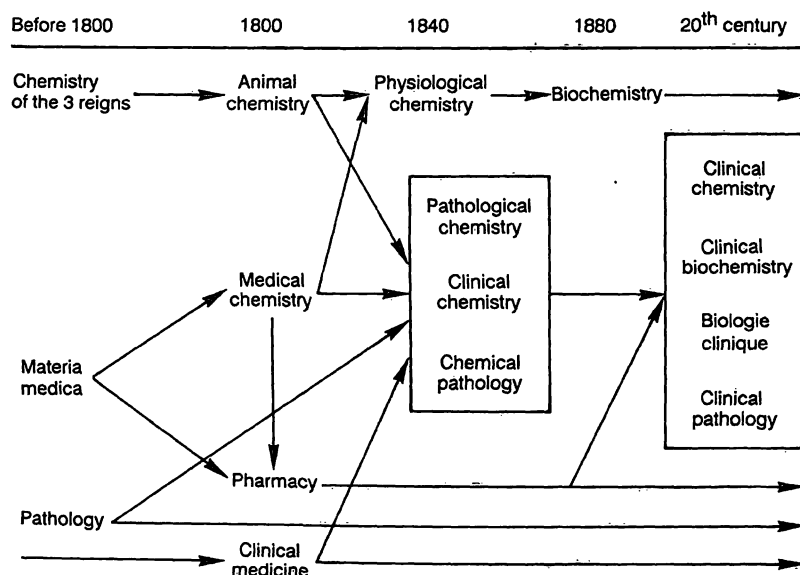 Before 1800 1800 1840 1880 20th century
Chemistry
of the 3 reigns
Animal
chemistry
Physiological
chemistry
Biochemistry
Pathological
chemistry
Clinical
chemistry
Chemical
pathology
Clinical
chemistry
Clinical
biochemistry
Biologie
clinique
Clinical
pathology
Medical
chemistry
Materia
medica
Pharmacy
Pathology
Clinical
medicine